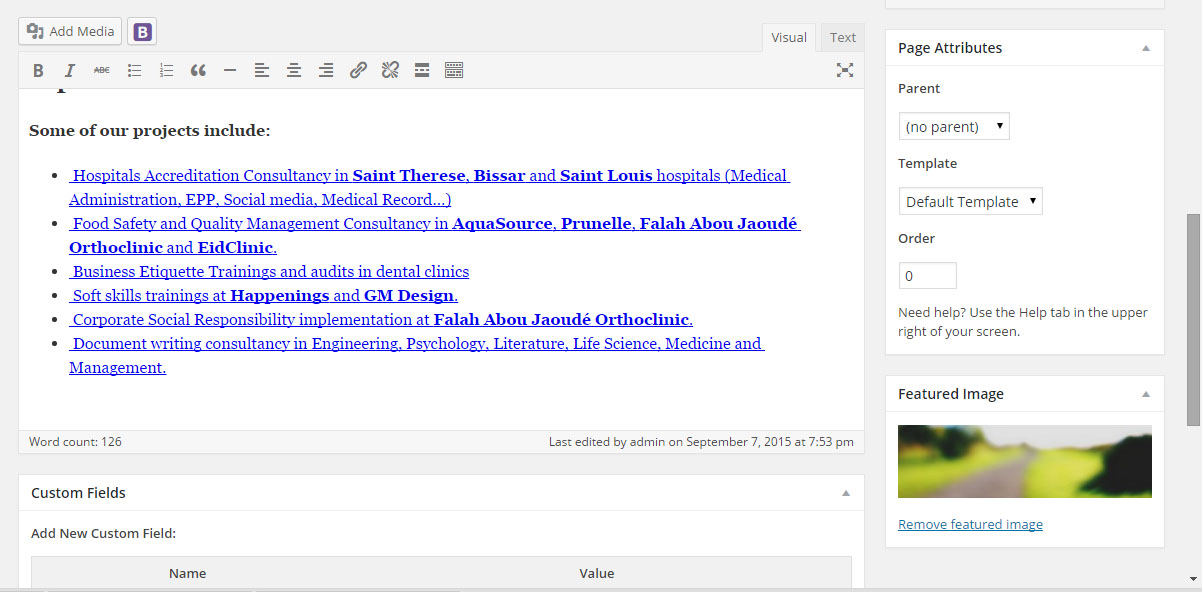 Add Media
B
Visual
Text
B I ABC
Some of our projects include:
Hospitals Accreditation Consultancy in Saint Therese, Bissar and Saint Louis hospitals (Medical
Administration, EPP, Social media, Medical Record...)
Food Safety and Quality Management Consultancy in AquaSource, Prunelle, Falah Abou Jaoudé
Orthoclinic and EidClinic.
Business Etiquette Trainings and audits in dental clinics
Soft skills trainings at Happenings and GM Design.
Corporate Social Responsibility implementation at Falah Abou Jaoudé Orthoclinic.
Document writing consultancy in Engineering, Psychology, Literature, Life Science, Medicine and
Management.
Word count: 126
Last edited by admin on September 7, 2015 at 7:53 pm
Custom Fields
Add New Custom Field:
Name
Value
Page Attributes
Parent
(no parent)
Template
Default Template
Order
0
Need help? Use the Help tab in the upper
right of your screen.
Featured Image
Remove featured image